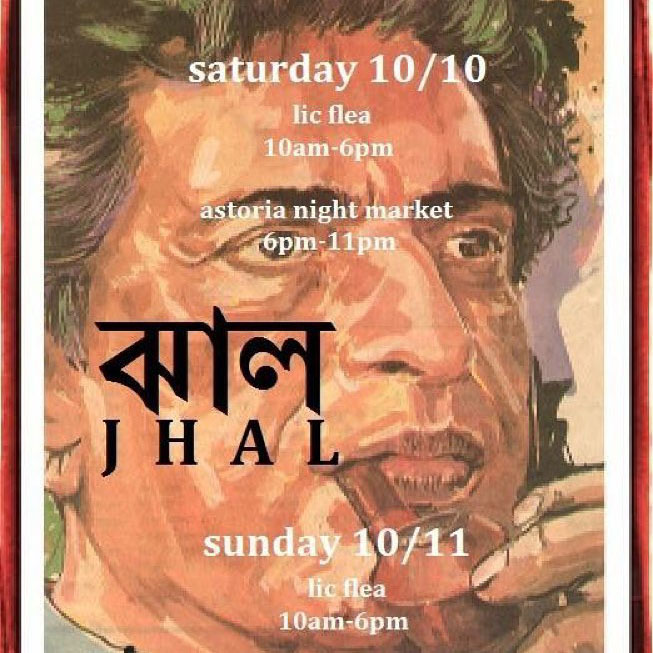 saturday 10/10
lic flea
10am-6pm
astoria night market
6pm-11pm
ঝাল
JHAL
sunday 10/11
lic flea
10am-6pm